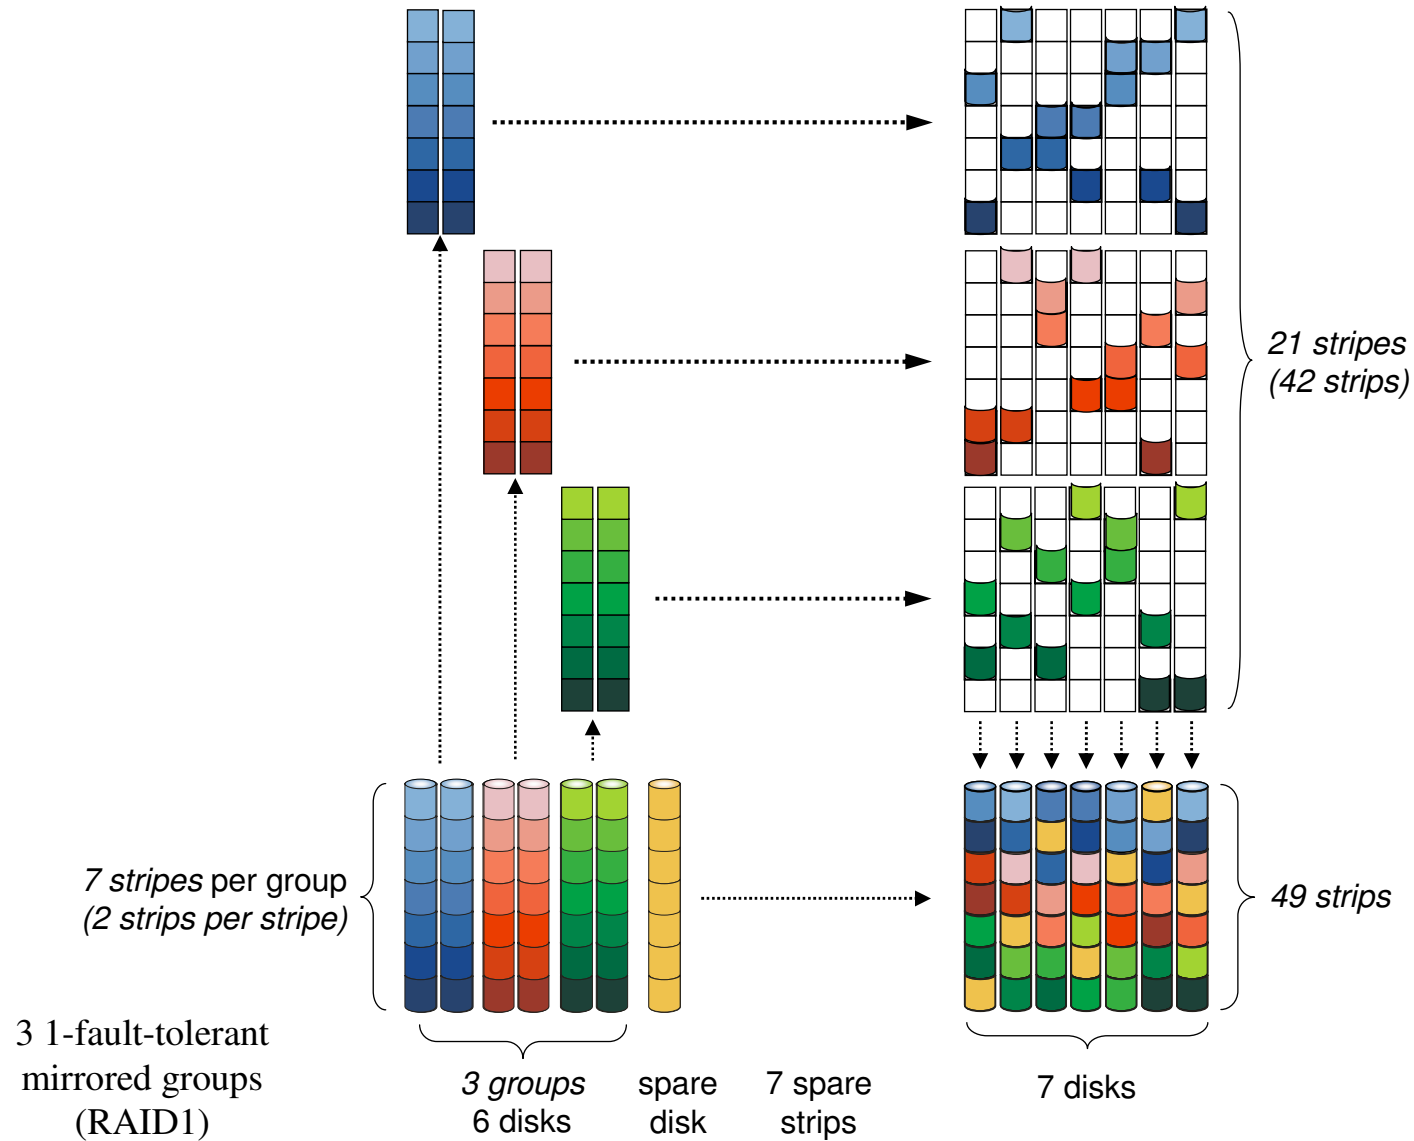 21 stripes
(42 strips)
7 stripes per group
(2 strips per stripe)
49 strips
3 1-fault-tolerant
mirrored groups
(RAID1)
3 groups
6 disks
spare
disk
7 spare
strips
7 disks